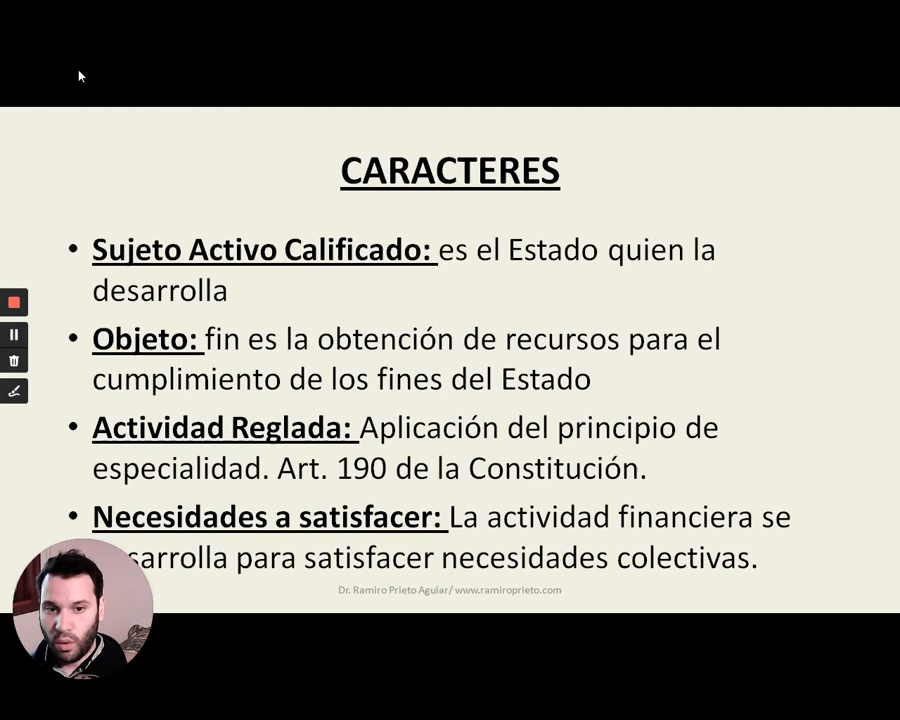 CARACTERES
• Sujeto Activo Calificado: es el Estado quien la
desarrolla
• Objeto: fin es la obtención de recursos para el
cumplimiento de los fines del Estado
• Actividad Reglada: Aplicación del principio de
especialidad. Art. 190 de la Constitución.
• Necesidades a satisfacer: La actividad financiera se
sarrolla para satisfacer necesidades colectivas.
Dr. Ramiro Prieto Aguiar/ www.ramiroprieto.com